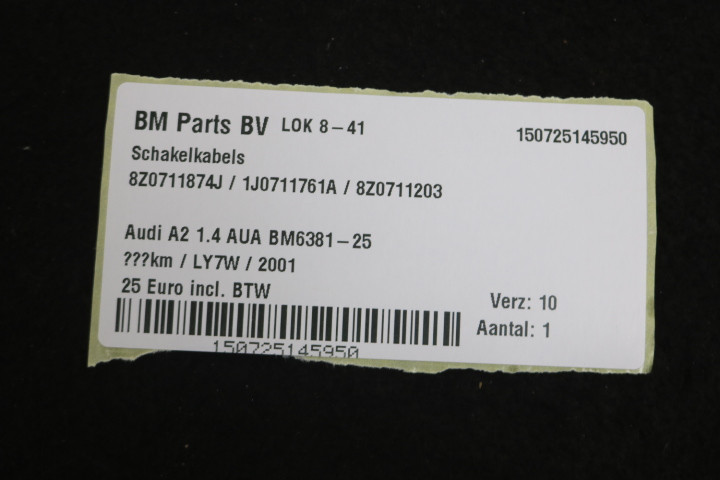 BM Parts BV LOK 8-41 150725145950
Schakelkabels
8Z0711874J / 1J0711761A / 8Z0711203
Audi A2 1.4 AUA BM6381-25
???km / LY7W / 2001
25 Euro incl. BTW
Verz: 10
Aantal: 1
150725145950